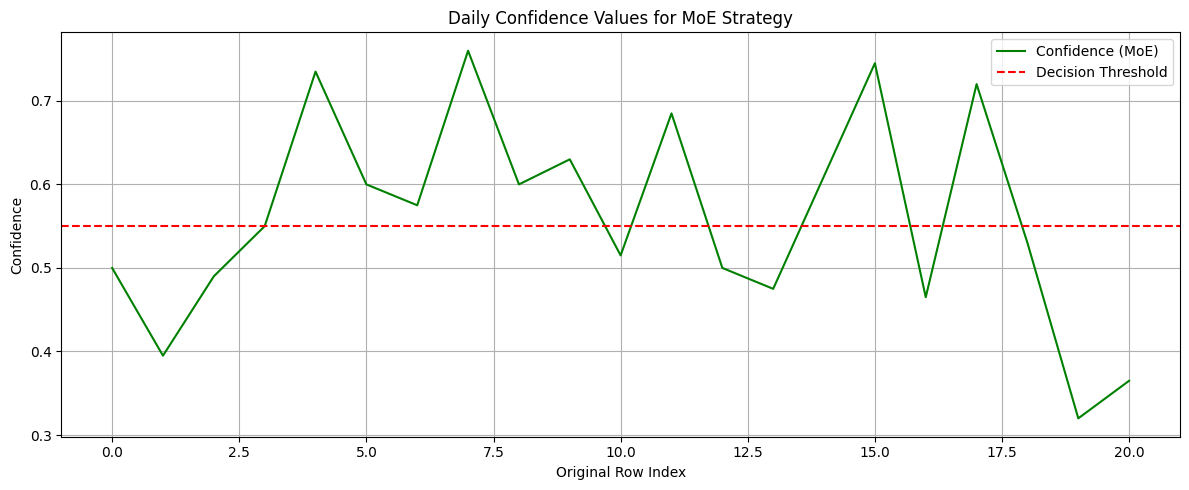 Daily Confidence Values for MoE Strategy
Confidence (MoE)
Decision Threshold
Confidence
0.7
0.6
0.5
0.4
0.3
0.0 2.5 5.0 7.5 10.0 12.5 15.0 17.5 20.0
Original Row Index